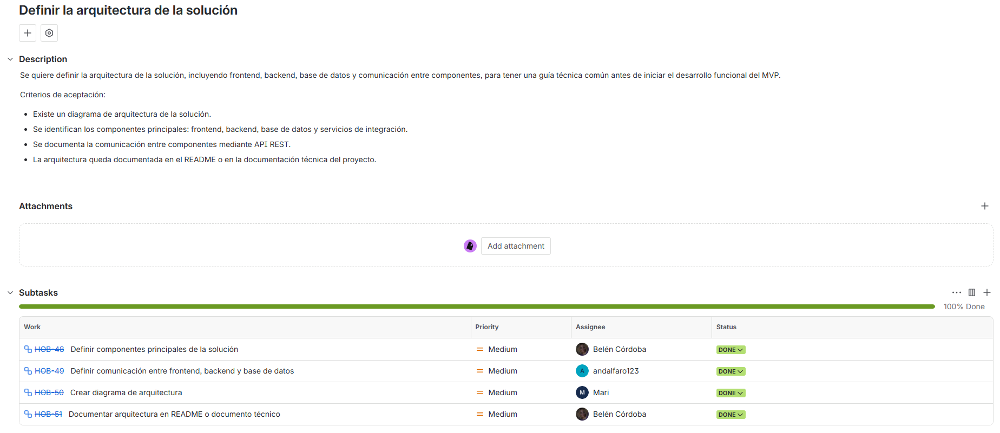 Definir la arquitectura de la solución
Description
Se quiere definir la arquitectura de la solución, incluyendo frontend, backend, base de datos y comunicación entre componentes, para tener una guía técnica común antes de iniciar el desarrollo funcional del MVP.
Criterios de aceptación:
• Existe un diagrama de arquitectura de la solución.
• Se identifican los componentes principales: frontend, backend, base de datos y servicios de integración.
• Se documenta la comunicación entre componentes mediante API REST.
• La arquitectura queda documentada en el README o en la documentación técnica del proyecto.
Attachments
Add attachment
Subtasks
100% Done
Work Priority Assignee Status
HOB-48 Definir componentes principales de la solución Medium Belén Córdoba DONE
HOB-49 Definir comunicación entre frontend, backend y base de datos Medium A andalfaro123 DONE
HOB-50 Crear diagrama de arquitectura Medium M Mari DONE
HOB-51 Documentar arquitectura en README o documento técnico Medium Belén Córdoba DONE